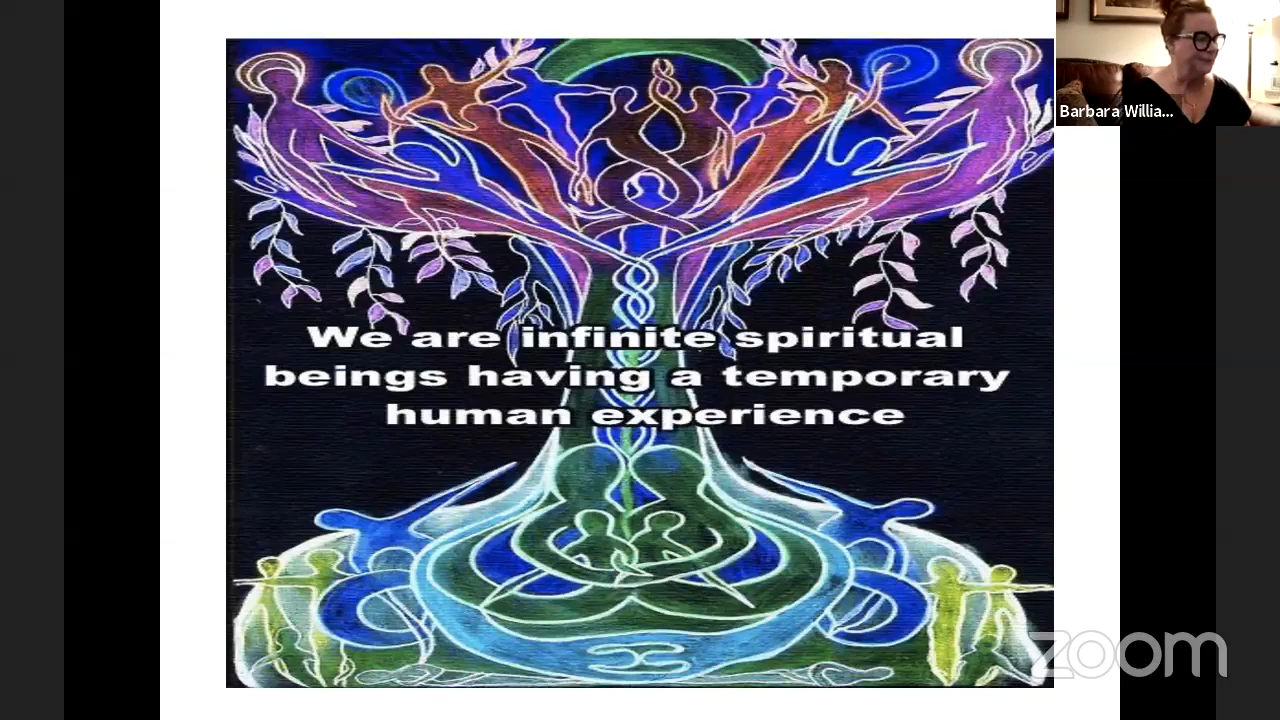 Barbara Willia...
We are infinite spiritual
beings having a temporary
human experience
zoom